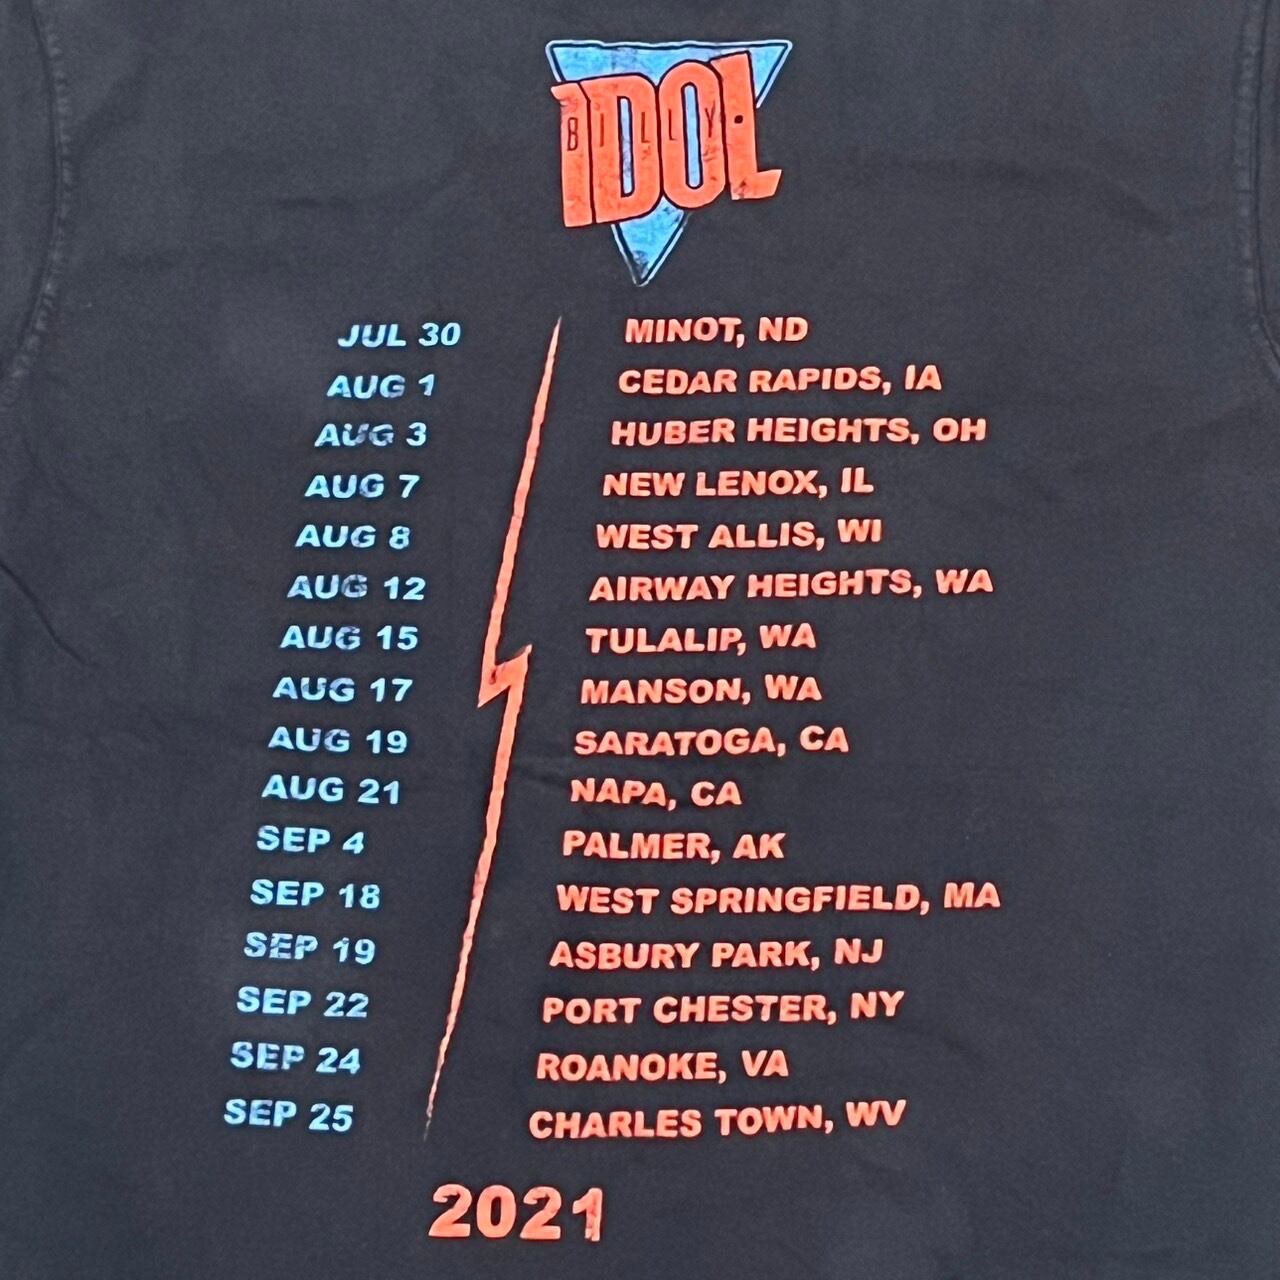 IDOL
BILLY
JUL 30 MINOT, ND
AUG 1 CEDAR RAPIDS, IA
AUG 3 HUBER HEIGHTS, OH
AUG 7 NEW LENOX, IL
AUG 8 WEST ALLIS, WI
AUG 12 AIRWAY HEIGHTS, WA
AUG 15 TULALIP, WA
AUG 17 MANSON, WA
AUG 19 SARATOGA, CA
AUG 21 NAPA, CA
SEP 4 PALMER, AK
SEP 18 WEST SPRINGFIELD, MA
SEP 19 ASBURY PARK, NJ
SEP 22 PORT CHESTER, NY
SEP 24 ROANOKE, VA
SEP 25 CHARLES TOWN, WV
2021